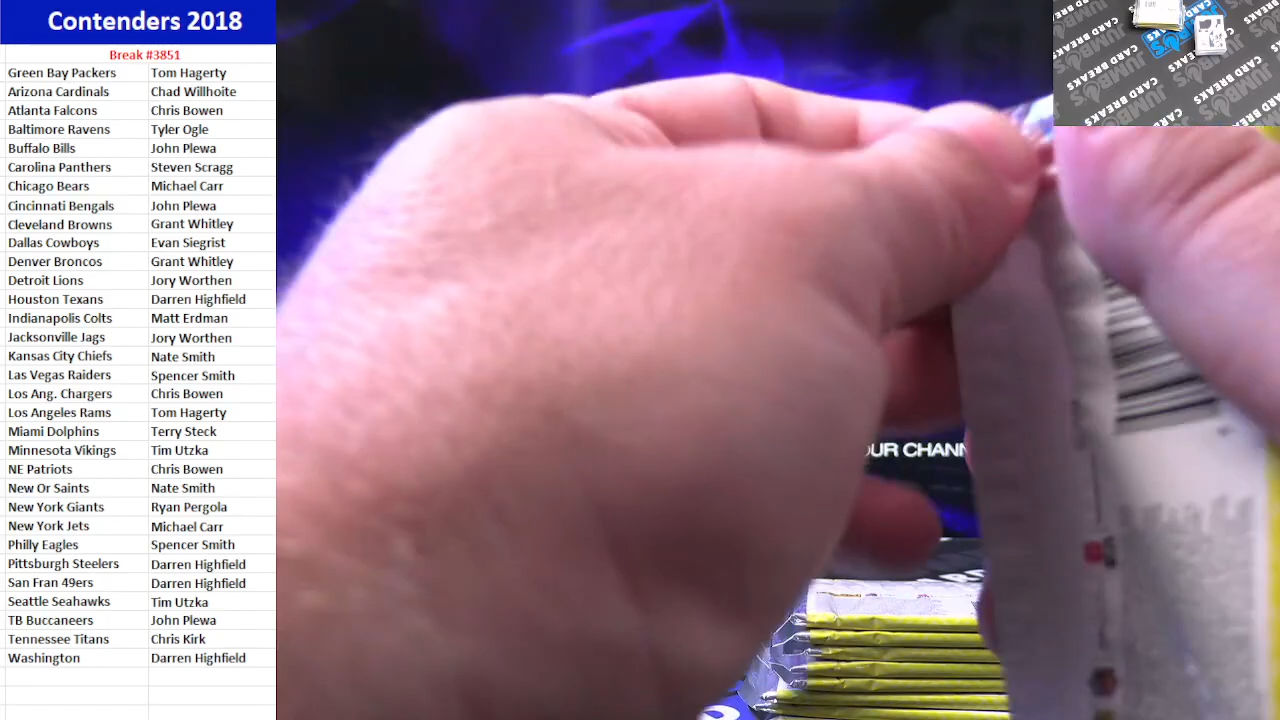 Contenders 2018
Break #3851
Green Bay Packers Tom Hagerty
Arizona Cardinals Chad Willhoite
Atlanta Falcons Chris Bowen
Baltimore Ravens Tyler Ogle
Buffalo Bills John Plewa
Carolina Panthers Steven Scragg
Chicago Bears Michael Carr
Cincinnati Bengals John Plewa
Cleveland Browns Grant Whitley
Dallas Cowboys Evan Siegrist
Denver Broncos Grant Whitley
Detroit Lions Jory Worthen
Houston Texans Darren Highfield
Indianapolis Colts Matt Erdman
Jacksonville Jags Jory Worthen
Kansas City Chiefs Nate Smith
Las Vegas Raiders Spencer Smith
Los Ang. Chargers Chris Bowen
Los Angeles Rams Tom Hagerty
Miami Dolphins Terry Steck
Minnesota Vikings Tim Utzka
NE Patriots Chris Bowen
New Or Saints Nate Smith
New York Giants Ryan Pergola
New York Jets Michael Carr
Philly Eagles Spencer Smith
Pittsburgh Steelers Darren Highfield
San Fran 49ers Darren Highfield
Seattle Seahawks Tim Utzka
TB Buccaneers John Plewa
Tennessee Titans Chris Kirk
Washington Darren Highfield
JUMBO'S
CARD BREAKS
CARD BREAKS
CARD BREAKS
OUR CHANN